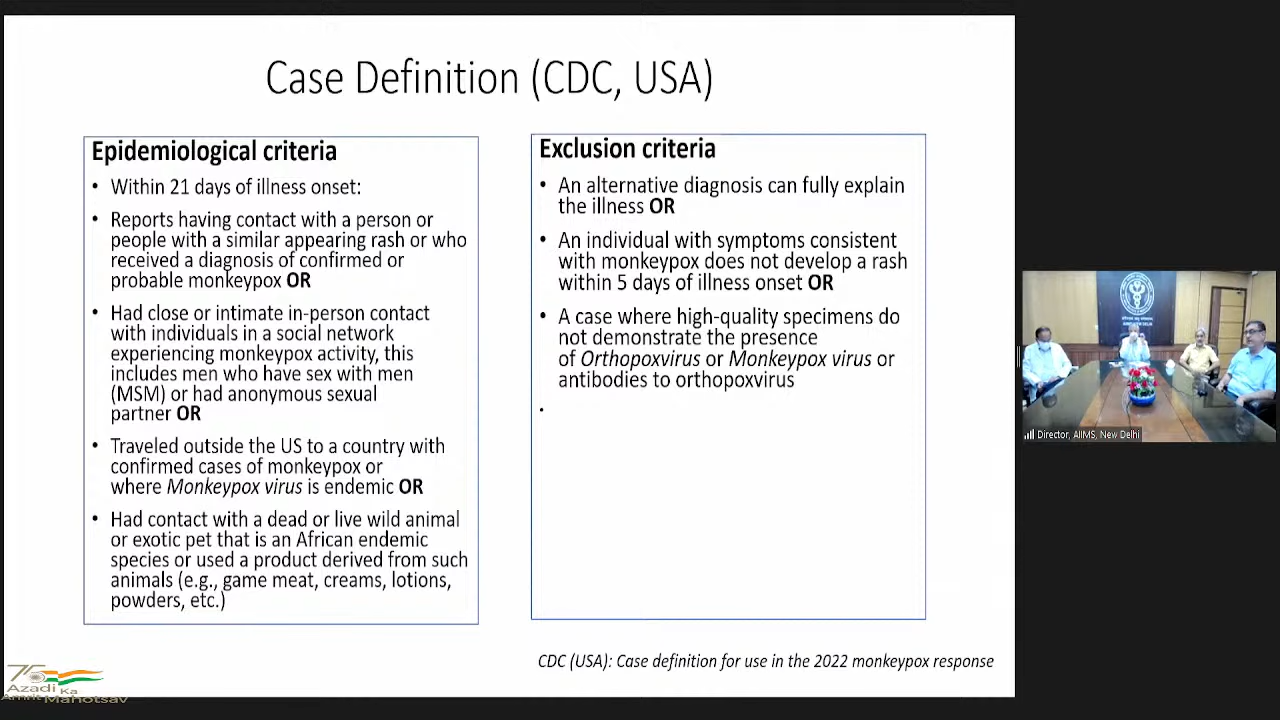 Case Definition (CDC, USA)
Epidemiological criteria
• Within 21 days of illness onset:
• Reports having contact with a person or
people with a similar appearing rash or who
received a diagnosis of confirmed or
probable monkeypox OR
• Had close or intimate in-person contact
with individuals in a social network
experiencing monkeypox activity, this
includes men who have sex with men
(MSM) or had anonymous sexual
partner OR
• Traveled outside the US to a country with
confirmed cases of monkeypox or
where Monkeypox virus is endemic OR
• Had contact with a dead or live wild animal
or exotic pet that is an African endemic
species or used a product derived from such
animals (e.g., game meat, creams, lotions,
powders, etc.)
Exclusion criteria
• An alternative diagnosis can fully explain
the illness OR
• An individual with symptoms consistent
with monkeypox does not develop a rash
within 5 days of illness onset OR
• A case where high-quality specimens do
not demonstrate the presence
of Orthopoxvirus or Monkeypox virus or
antibodies to orthopoxvirus
•
CDC (USA): Case definition for use in the 2022 monkeypox response
75
Azadi Ka
Amrit Mahotsav
Director, AIIMS, New Delhi